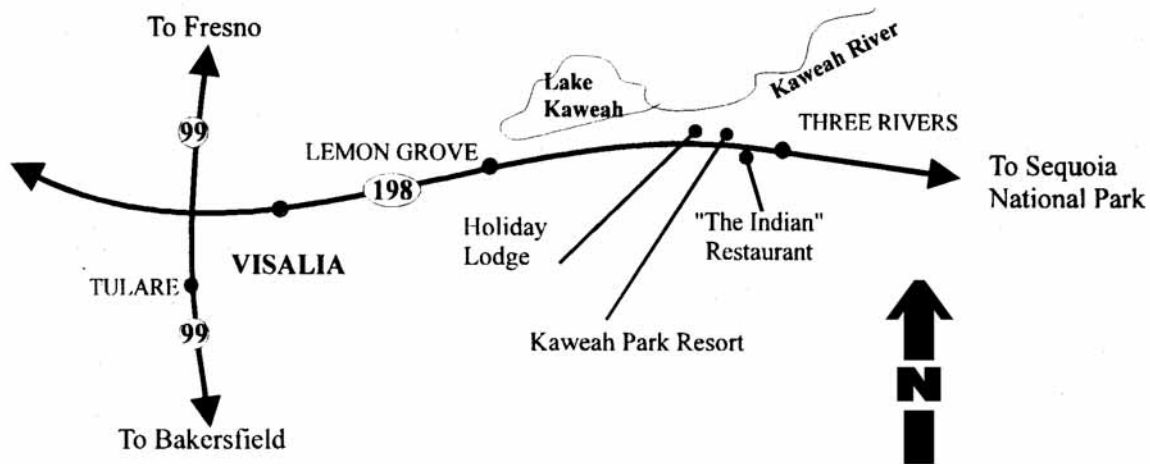 To Fresno
99
Lake
Kaweah
Kaweah River
THREE RIVERS
LEMON GROVE
198
To Sequoia
National Park
Holiday
Lodge
"The Indian"
Restaurant
VISALIA
TULARE
99
Kaweah Park Resort
To Bakersfield
N